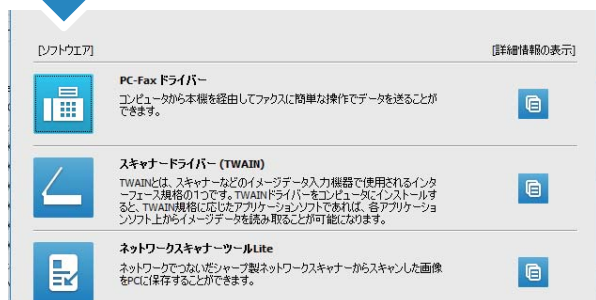 [ソフトウエア] [詳細情報の表示]
PC-Fax ドライバー
コンピュータから本機を経由してファクスに簡単な操作でデータを送ることが
できます。
スキャナードライバー (TWAIN)
TWAINとは、スキャナーなどのイメージデータ入力機器で使用されるインタ
ーフェース規格の1つです。TWAINドライバーをコンピュータにインストールす
ると、TWAIN規格に応じたアプリケーションソフトであれば、各アプリケーショ
ンソフト上からイメージデータを読み取ることが可能になります。
ネットワークスキャナーツールLite
ネットワークでつないだシャープ製ネットワークスキャナーからスキャンした画像
をPCに保存することができます。